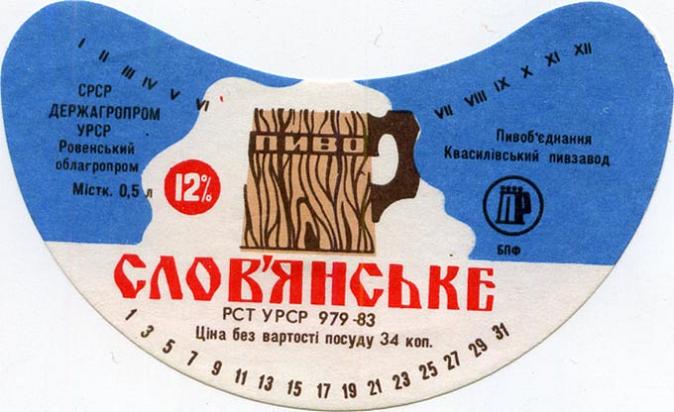 I II III IV V VI
VII VIII IX X XI XII
СРСР
ДЕРЖАГРОПРОМ
УРСР
Ровенський
облагропром
Містк. 0,5 л
12%
ПИВО
Пивоб'єднання
Квасилівський пивзавод
ПР
БПФ
СЛОВ'ЯНСЬКЕ
РСТ УРСР 979-83
Ціна без вартості посуду 34 коп.
1 3 5 7 9 11 13 15 17 19 21 23 25 27 29 31